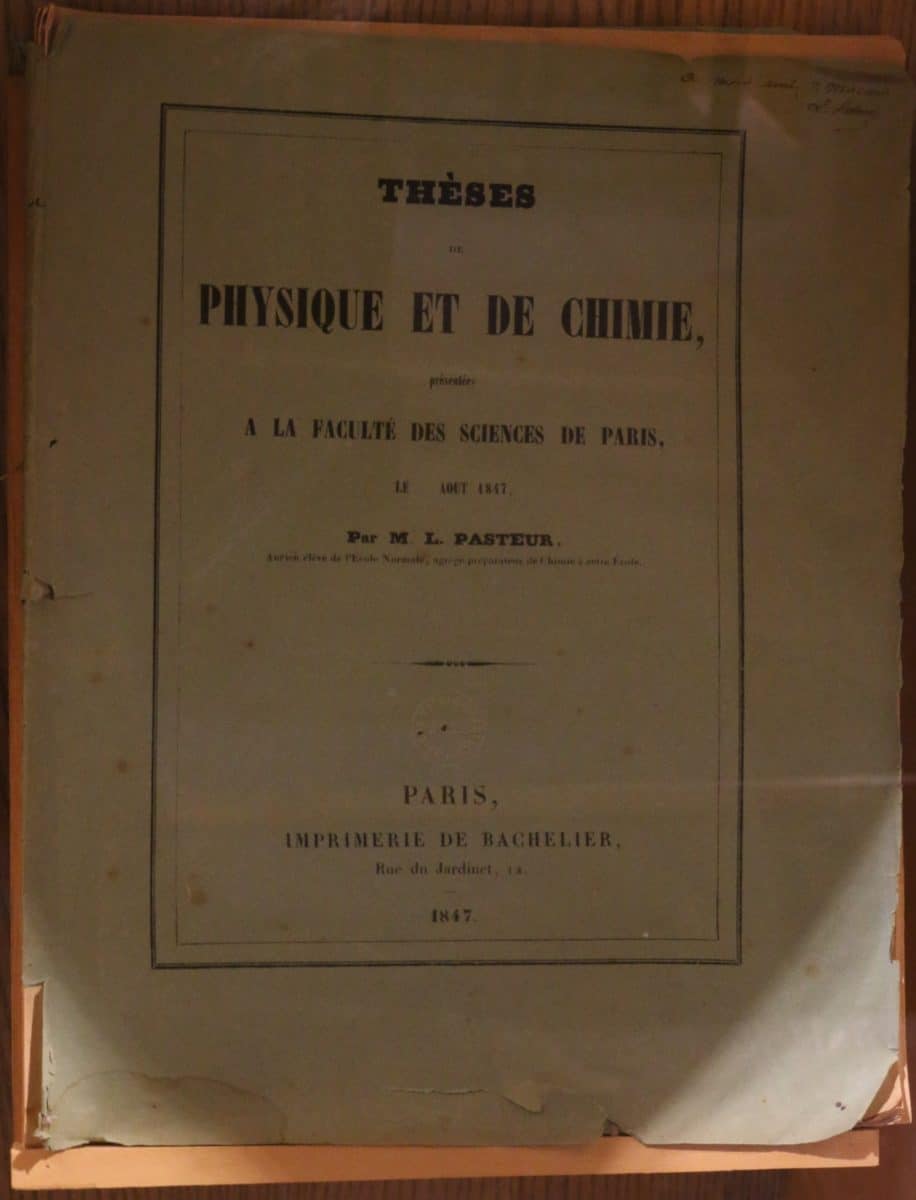 THÈSES
DE
PHYSIQUE ET DE CHIMIE,
présentées
A LA FACULTÉ DES SCIENCES DE PARIS,
LE AOUT 1847,
Par M. L. PASTEUR,
Ancien élève de l'Ecole Normale, agrégé préparateur de Chimie à cette École.
PARIS,
IMPRIMERIE DE BACHELIER,
Rue du Jardinet, 12.
1847.